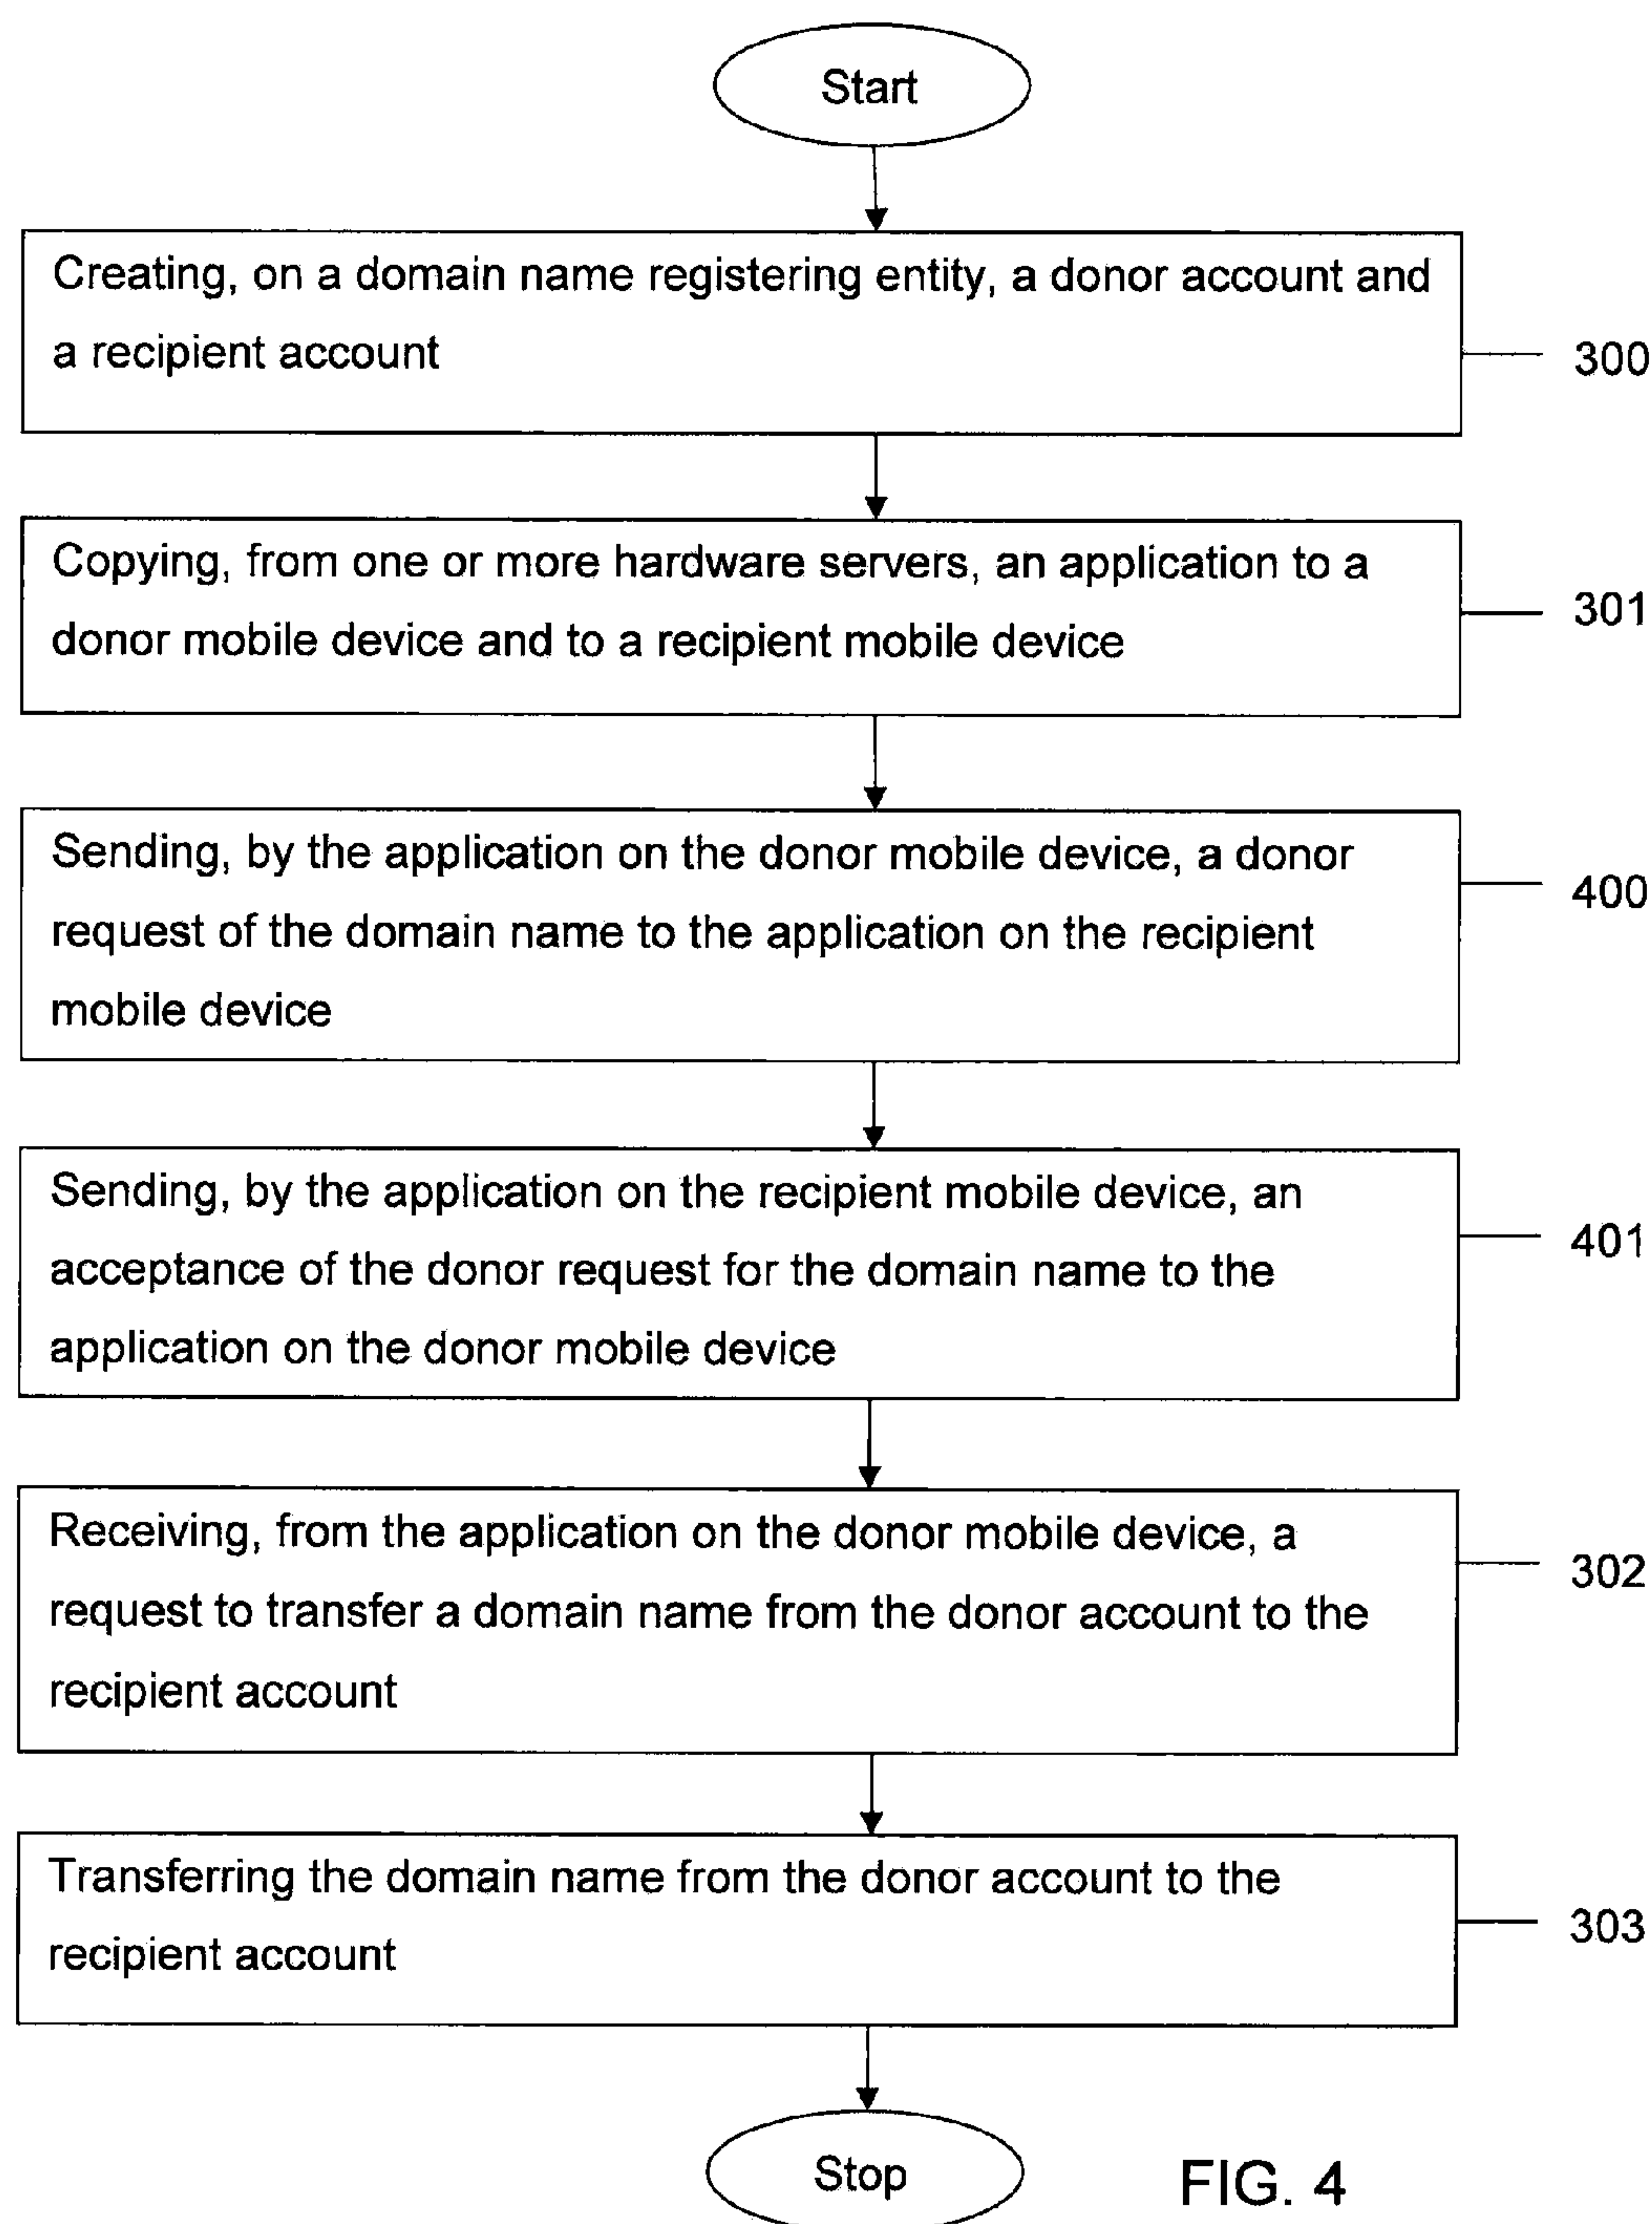 Start
Creating, on a domain name registering entity, a donor account and
a recipient account
300
Copying, from one or more hardware servers, an application to a
donor mobile device and to a recipient mobile device
301
Sending, by the application on the donor mobile device, a donor
request of the domain name to the application on the recipient
mobile device
400
Sending, by the application on the recipient mobile device, an
acceptance of the donor request for the domain name to the
application on the donor mobile device
401
Receiving, from the application on the donor mobile device, a
request to transfer a domain name from the donor account to the
recipient account
302
Transferring the domain name from the donor account to the
recipient account
303
Stop
FIG. 4